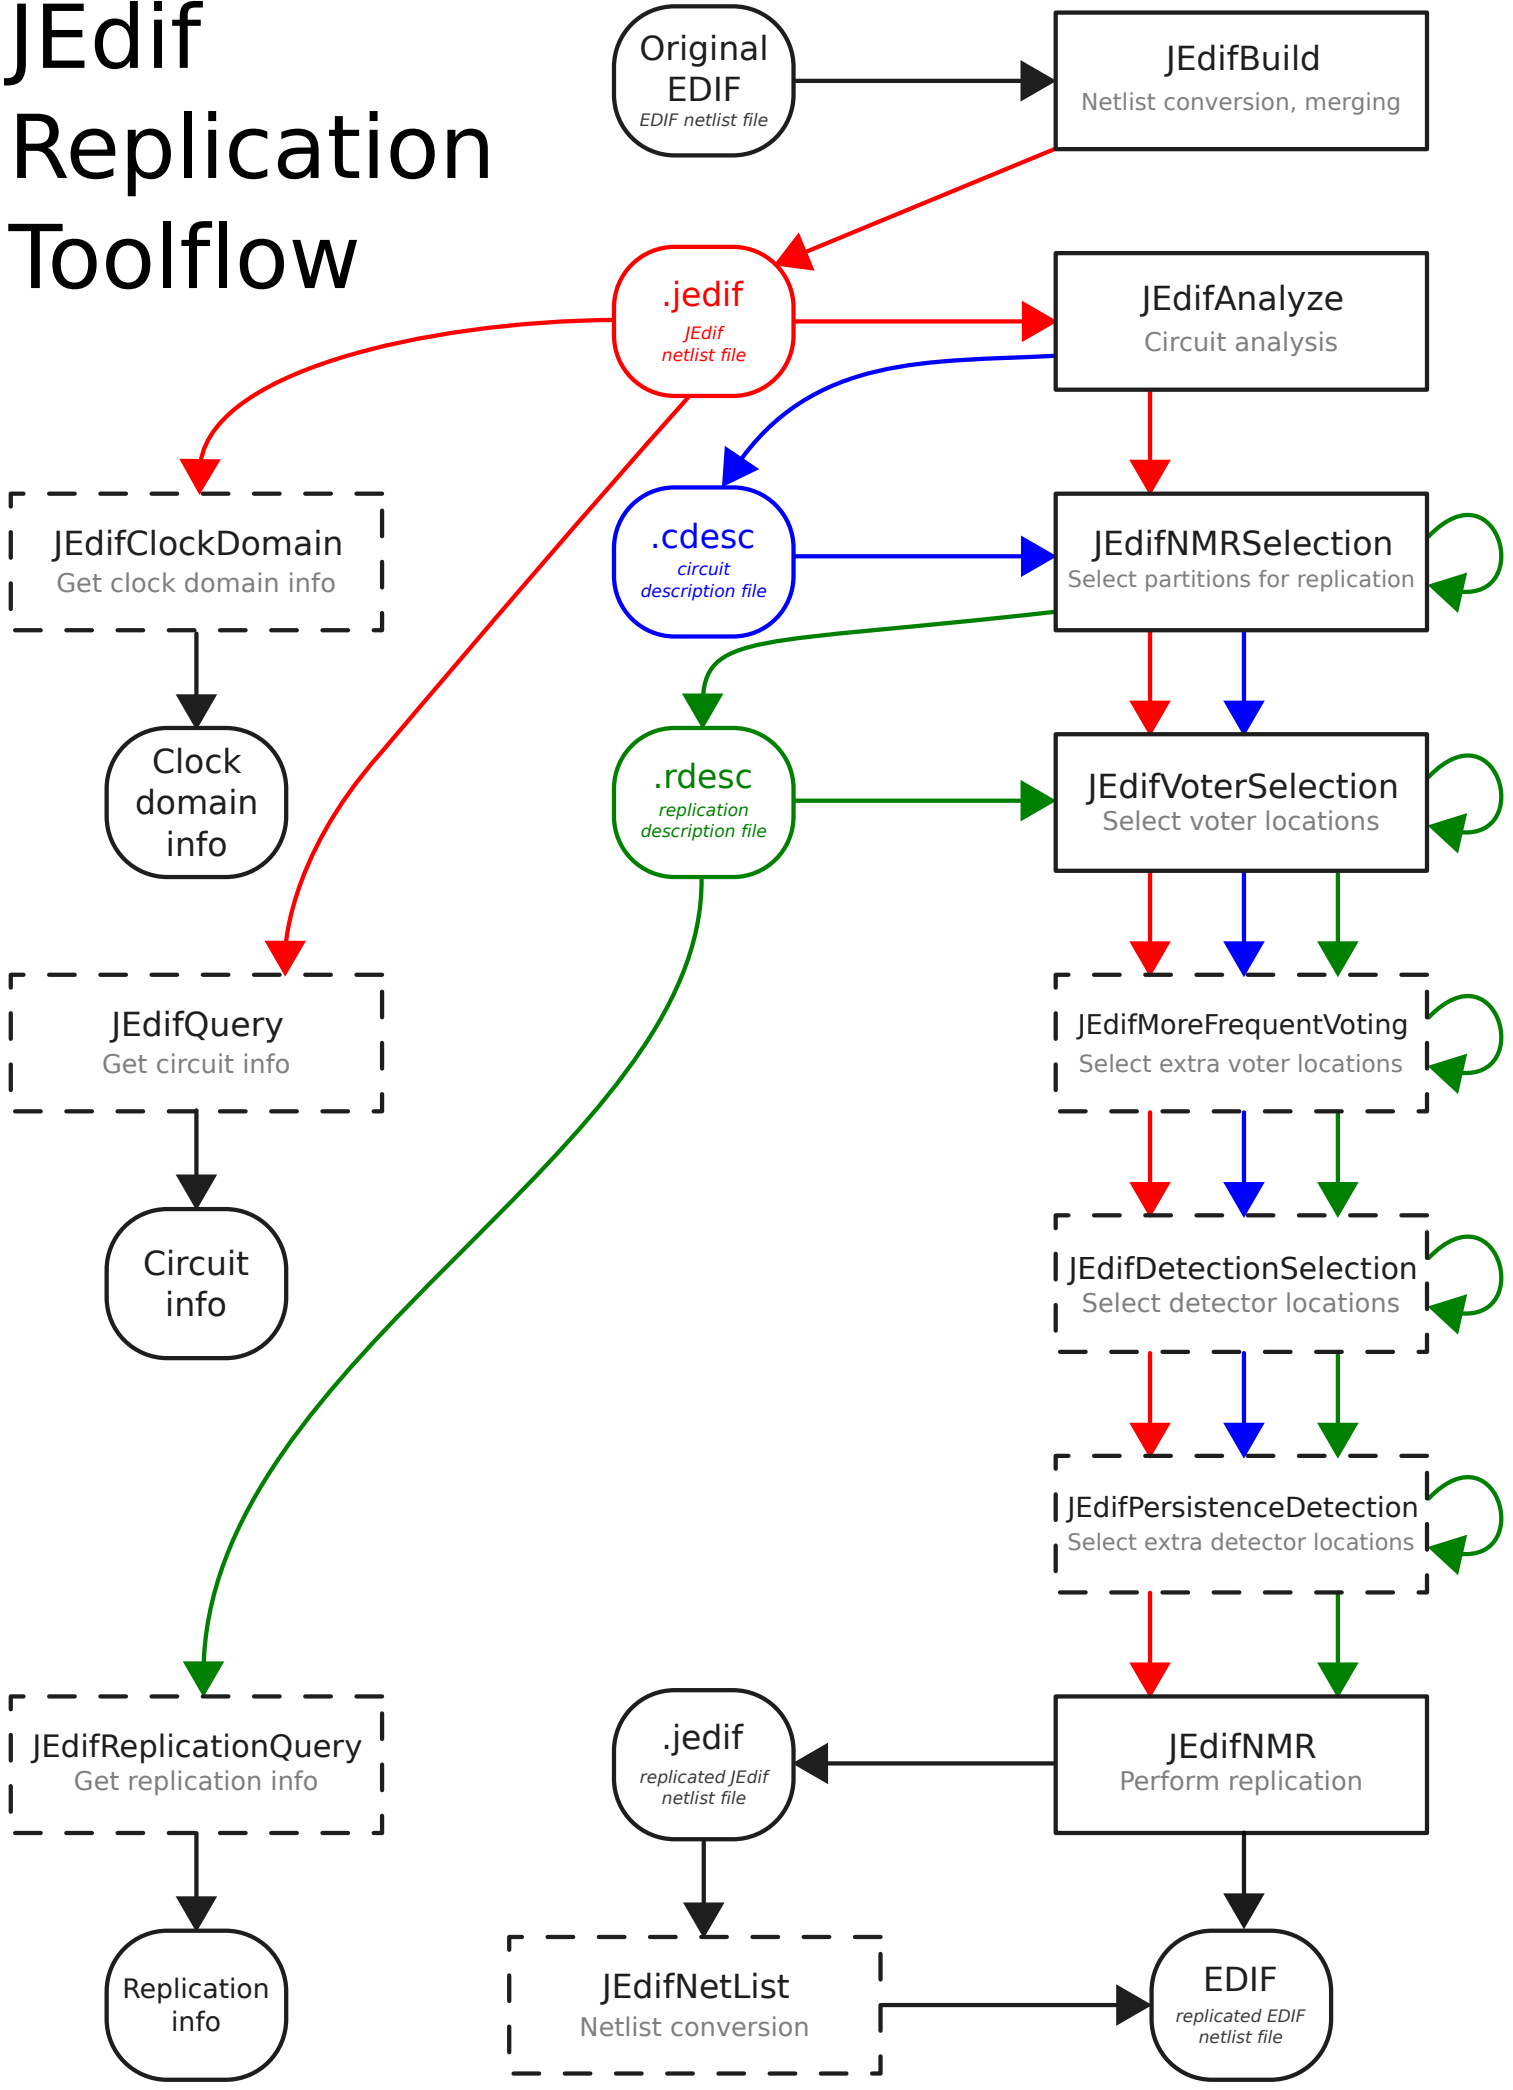 JEdif
Replication
Toolflow
Original
EDIF
EDIF netlist file
JEdifBuild
Netlist conversion, merging
.jedif
JEdif
netlist file
JEdifAnalyze
Circuit analysis
JEdifClockDomain
Get clock domain info
.cdesc
circuit
description file
JEdifNMRSelection
Select partitions for replication
Clock
domain
info
.rdesc
replication
description file
JEdifVoterSelection
Select voter locations
JEdifQuery
Get circuit info
JEdifMoreFrequentVoting
Select extra voter locations
Circuit
info
JEdifDetectionSelection
Select detector locations
JEdifPersistenceDetection
Select extra detector locations
JEdifReplicationQuery
Get replication info
.jedif
replicated JEdif
netlist file
JEdifNMR
Perform replication
Replication
info
JEdifNetList
Netlist conversion
EDIF
replicated EDIF
netlist file